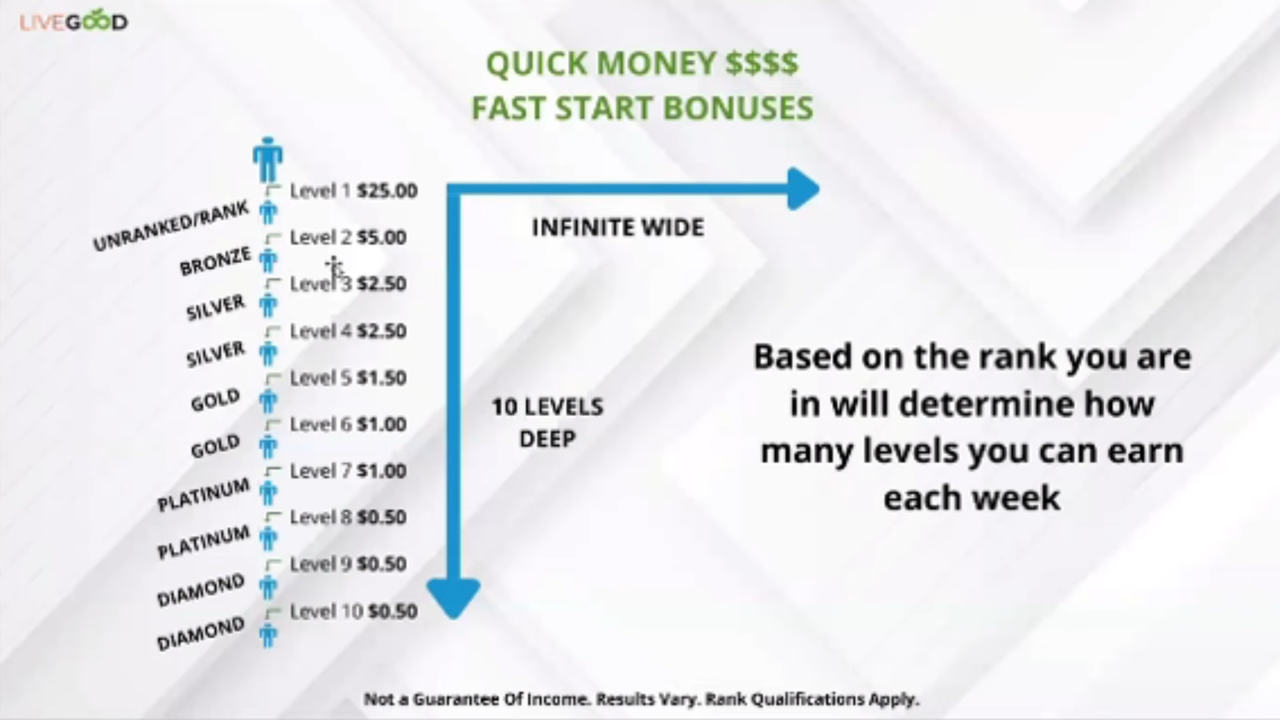 LIVEGOOD
QUICK MONEY $$$$
FAST START BONUSES
Level 1 $25.00
UNRANKED/RANK
Level 2 $5.00
BRONZE
Level 3 $2.50
SILVER
Level 4 $2.50
SILVER
Level 5 $1.50
GOLD
Level 6 $1.00
GOLD
Level 7 $1.00
PLATINUM
Level 8 $0.50
PLATINUM
Level 9 $0.50
DIAMOND
Level 10 $0.50
DIAMOND
INFINITE WIDE
10 LEVELS
DEEP
Based on the rank you are
in will determine how
many levels you can earn
each week
Not a Guarantee Of Income. Results Vary. Rank Qualifications Apply.